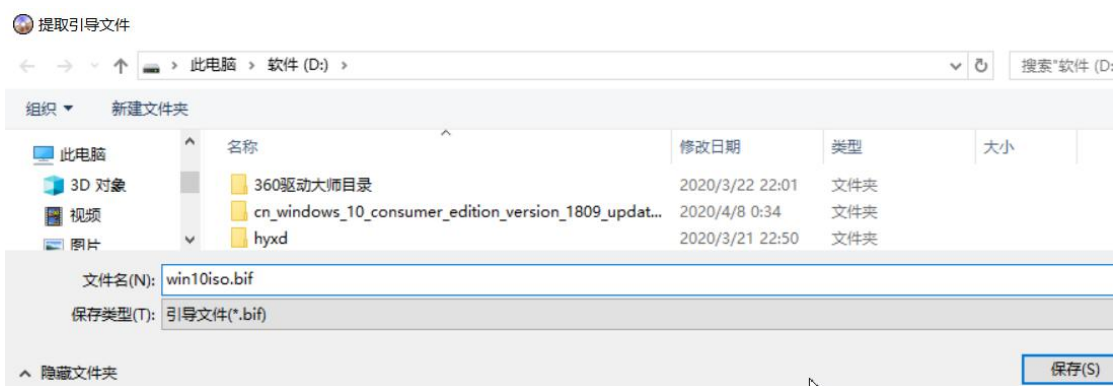 提取引导文件
此电脑 › 软件 (D:) ›
搜索"软件 (D:
组织 新建文件夹
名称 修改日期 类型 大小
此电脑
3D 对象
视频
图片
360驱动大师目录 2020/3/22 22:01 文件夹
cn_windows_10_consumer_edition_version_1809_updat... 2020/4/8 0:34 文件夹
hyxd 2020/3/21 22:50 文件夹
文件名(N): win10iso.bif
保存类型(T): 引导文件(*.bif)
隐藏文件夹
保存(S)